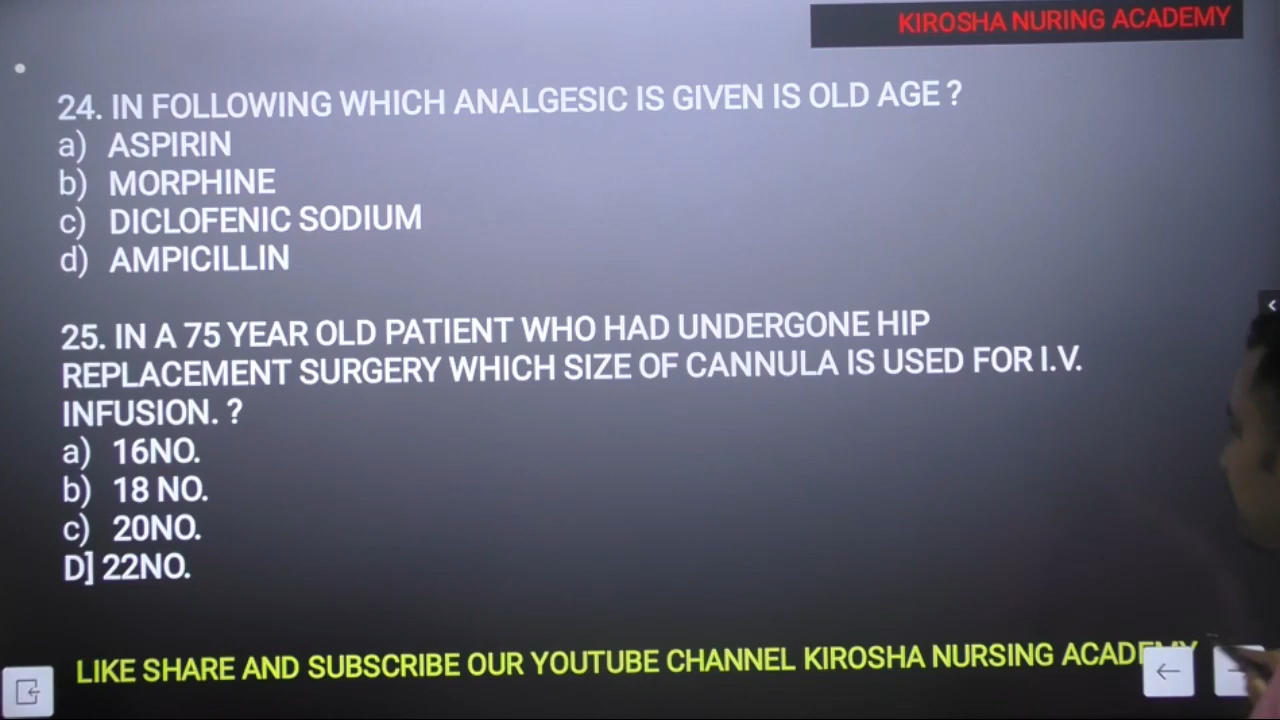 KIROSHA NURING ACADEMY
24. IN FOLLOWING WHICH ANALGESIC IS GIVEN IS OLD AGE ?
a) ASPIRIN
b) MORPHINE
c) DICLOFENIC SODIUM
d) AMPICILLIN
25. IN A 75 YEAR OLD PATIENT WHO HAD UNDERGONE HIP
REPLACEMENT SURGERY WHICH SIZE OF CANNULA IS USED FOR I.V.
INFUSION. ?
a) 16NO.
b) 18 NO.
c) 20NO.
D] 22NO.
LIKE SHARE AND SUBSCRIBE OUR YOUTUBE CHANNEL KIROSHA NURSING ACADEMY